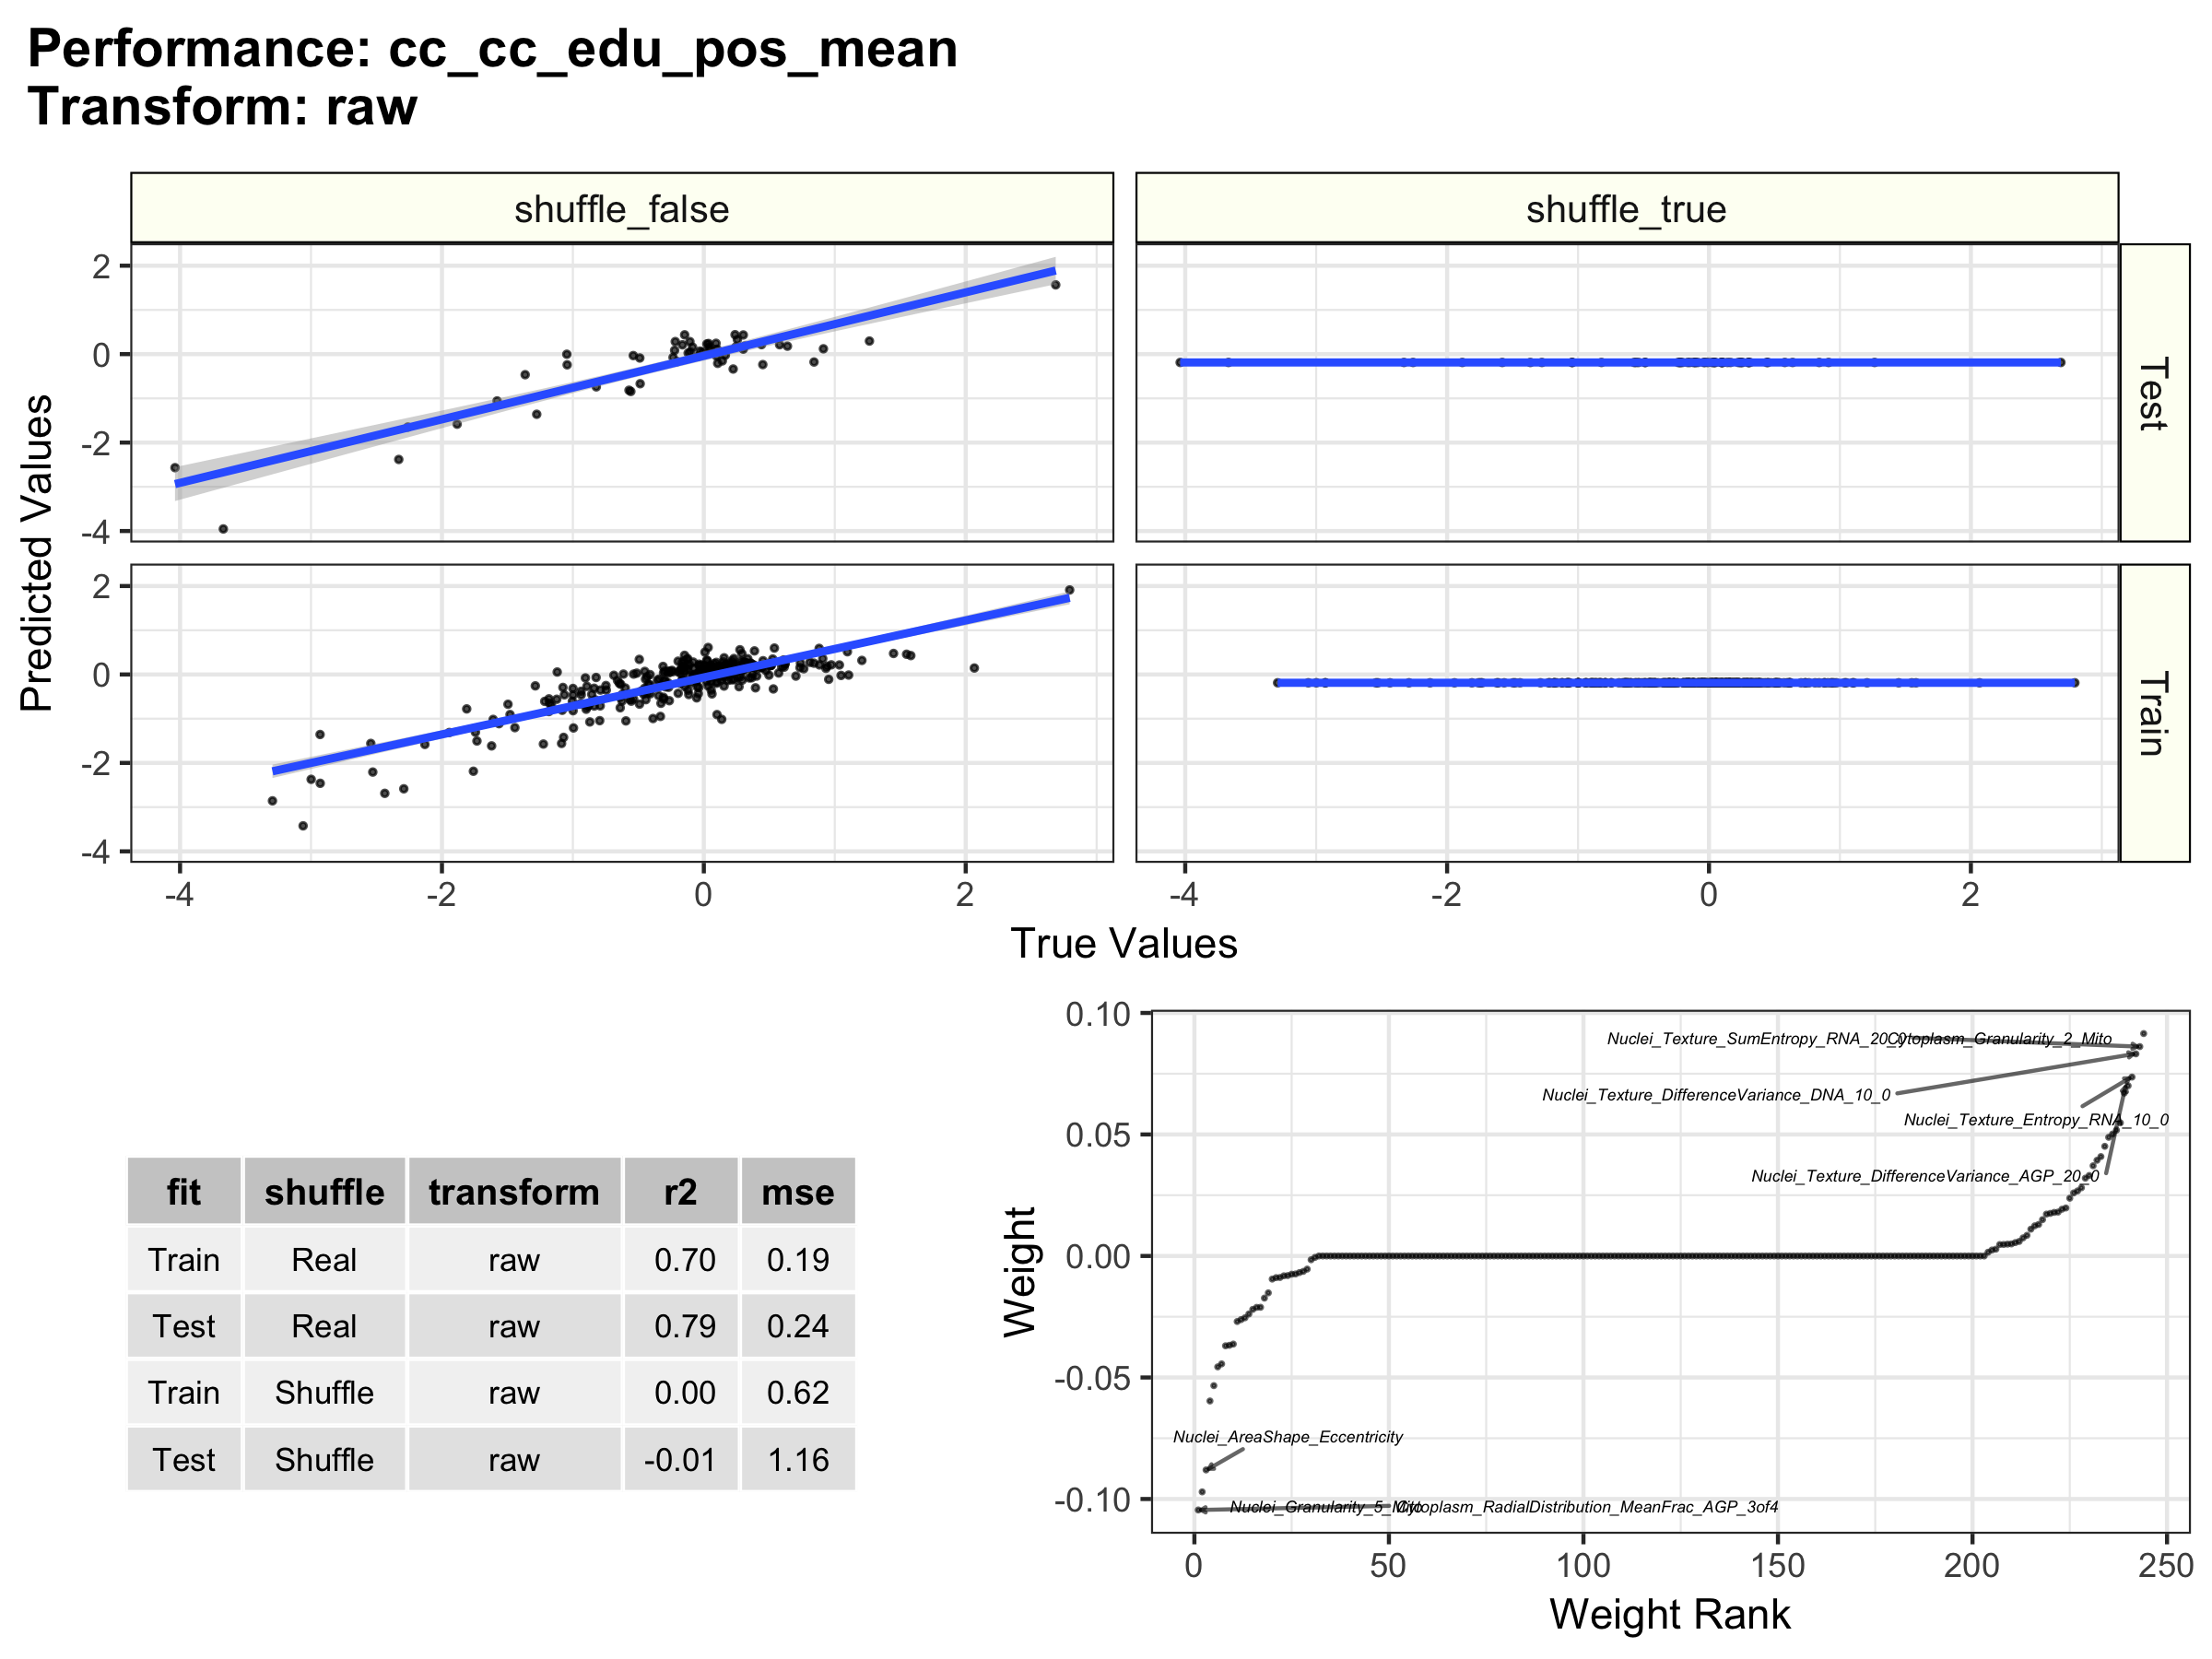 Performance: cc_cc_edu_pos_mean
Transform: raw
shuffle_false
shuffle_true
2
0
-2
-4
Test
Predicted Values
2
0
-2
-4
Train
-4
-2
0
2
-4
-2
0
2
True Values
fit shuffle transform r2 mse
Train Real raw 0.70 0.19
Test Real raw 0.79 0.24
Train Shuffle raw 0.00 0.62
Test Shuffle raw -0.01 1.16
0.10
0.05
0.00
-0.05
-0.10
Weight
Nuclei_Texture_SumEntropy_RNA_20_0
Cytoplasm_Granularity_2_Mito
Nuclei_Texture_DifferenceVariance_DNA_10_0
Nuclei_Texture_Entropy_RNA_10_0
Nuclei_Texture_DifferenceVariance_AGP_20_0
Nuclei_AreaShape_Eccentricity
Nuclei_Granularity_5_Mito
Cytoplasm_RadialDistribution_MeanFrac_AGP_3of4
0
50
100
150
200
250
Weight Rank